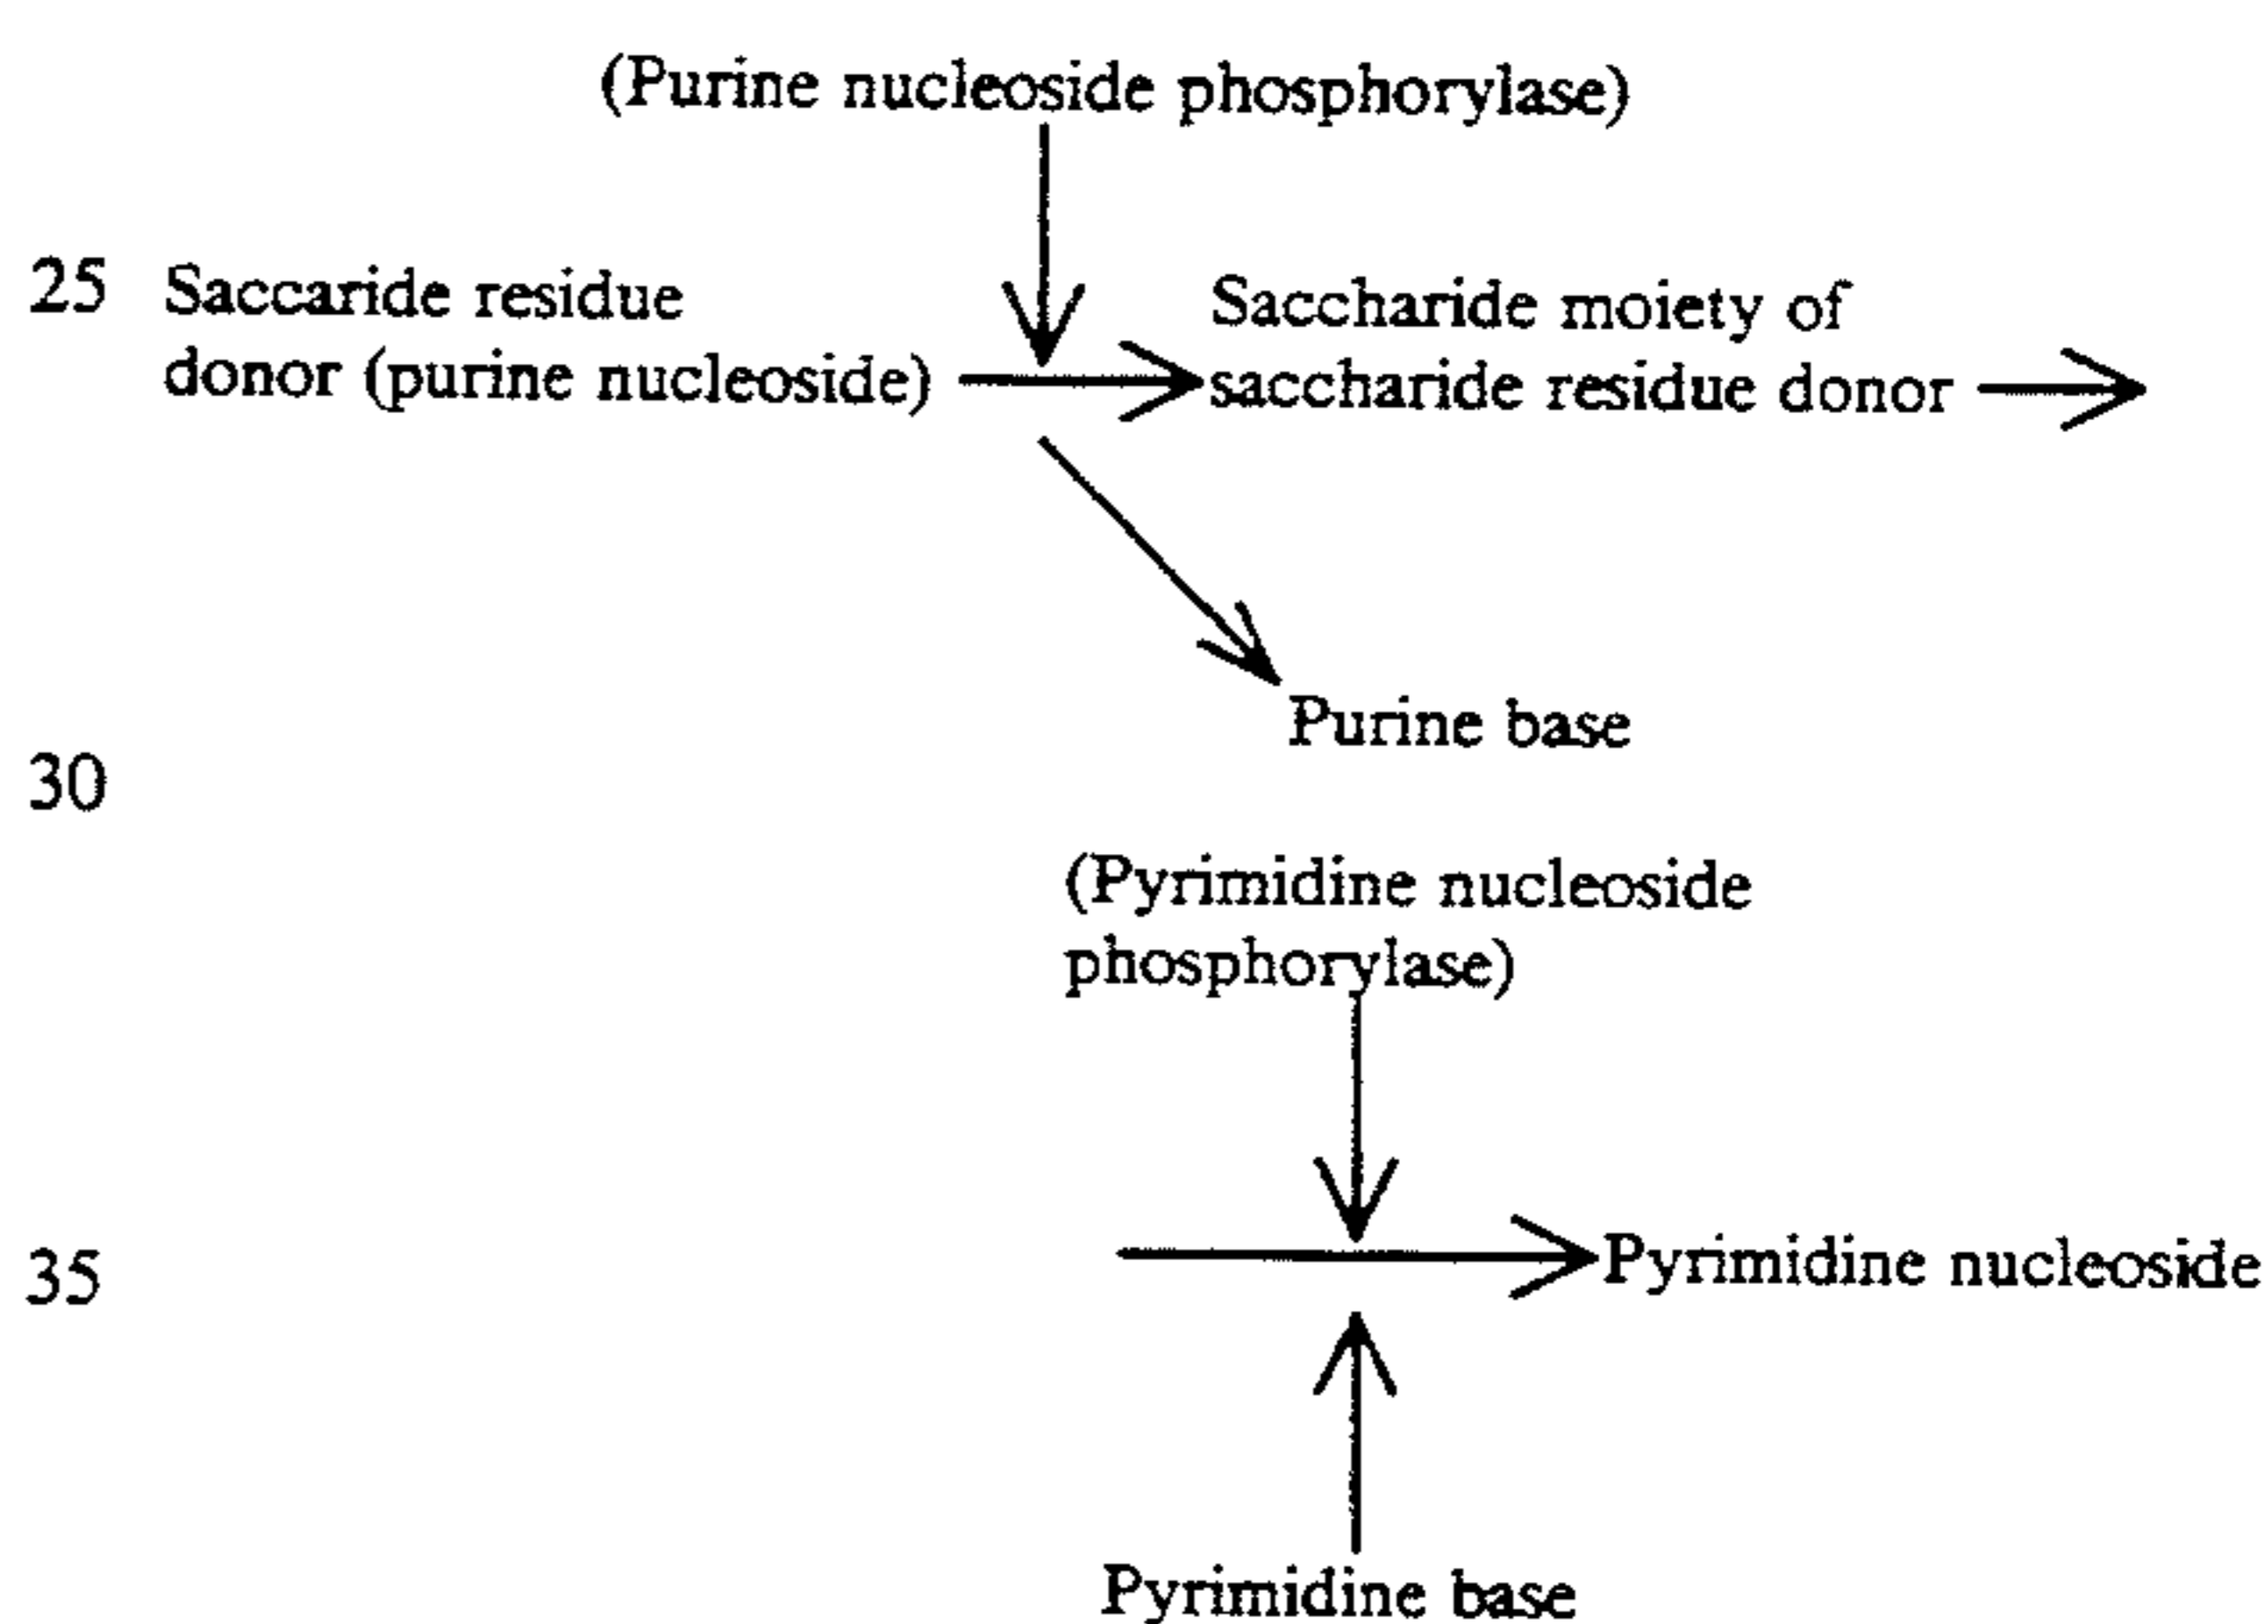 (Purine nucleoside phosphorylase)
25 Saccaride residue
donor (purine nucleoside)
Saccharide moiety of
saccharide residue donor
Purine base
30
(Pyrimidine nucleoside
phosphorylase)
35
Pyrimidine nucleoside
Pyrimidine base